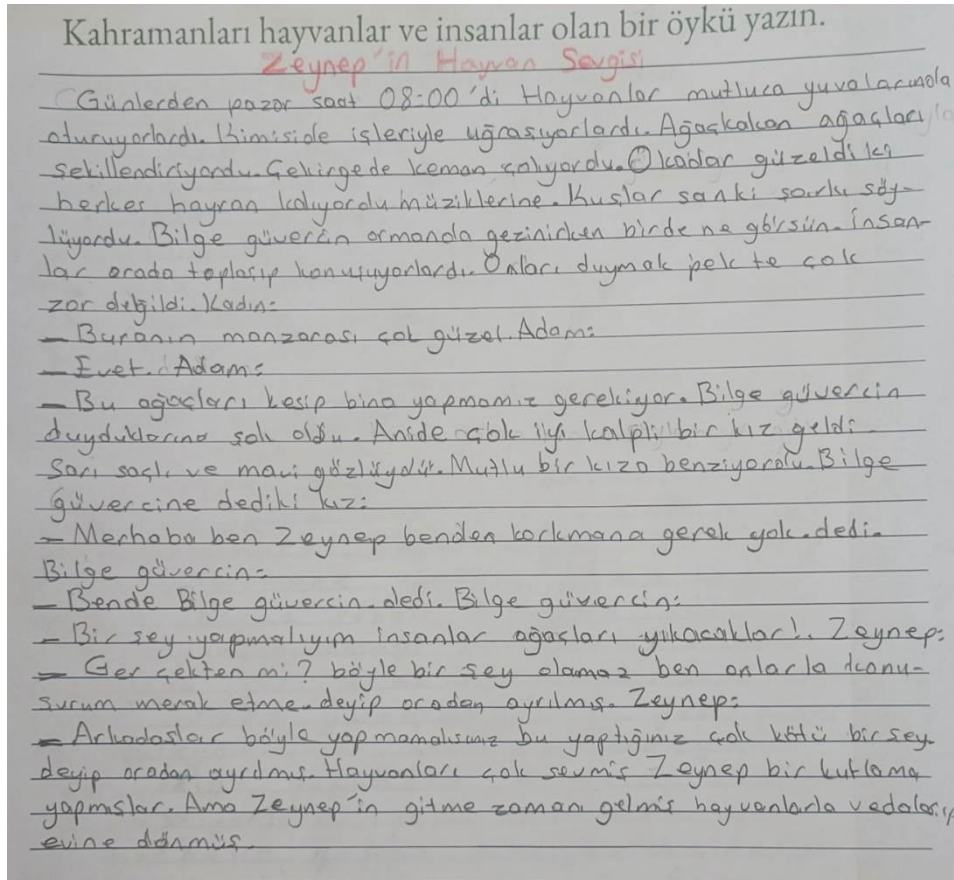 Kahramanları hayvanlar ve insanlar olan bir öykü yazın.
Zeynep'in Hayvan Sevgisi
Günlerden pazar saat 08:00'di Hayvanlar mutluca yuvalarında
oturuyorlardı. Kimiside işleriyle uğraşıyorlardı. Ağaçkakan ağaçları
şekillendiriyordu. Çekirgede keman çalıyordu. O kadar güzeldi ki
herkes hayran kalıyordu müziklerine. Kuşlar sanki şarkı söy-
lüyordu. Bilge güvercin ormanda gezinirken birde ne görsün. İnsan-
lar orada toplaşıp konuşuyorlardı. Onları duymak pek te çok
zor değildi. Kadın:
- Buranın manzarası çok güzel. Adam:
- Evet. Adam:
- Bu ağaçları kesip bina yapmamız gerekiyor. Bilge güvercin
duyduklarına şok oldu. Anide çok iyi kalpli bir kız geldi
Sarı saçlı ve mavi gözlüydü. Mutlu bir kıza benziyordu. Bilge
güvercine dediki kız:
- Merhaba ben Zeynep benden korkmana gerek yok. dedi.
Bilge güvercin:
- Bende Bilge güvercin. dedi. Bilge güvercin:
- Bir şey yapmalıyım insanlar ağaçları yıkacaklar!. Zeynep:
- Gerçekten mi? böyle bir şey olamaz ben onlarla konu-
şurum merak etme. deyip oradan ayrılmış. Zeynep:
- Arkadaşlar böyle yapmamalısınız bu yaptığınız çok kötü bir şey.
deyip oradan ayrılmış. Hayvanları çok sevmiş Zeynep bir kutlama
yapmışlar. Ama Zeynep'in gitme zamanı gelmiş hayvanlarla vedalaşıp
evine dönmüş.